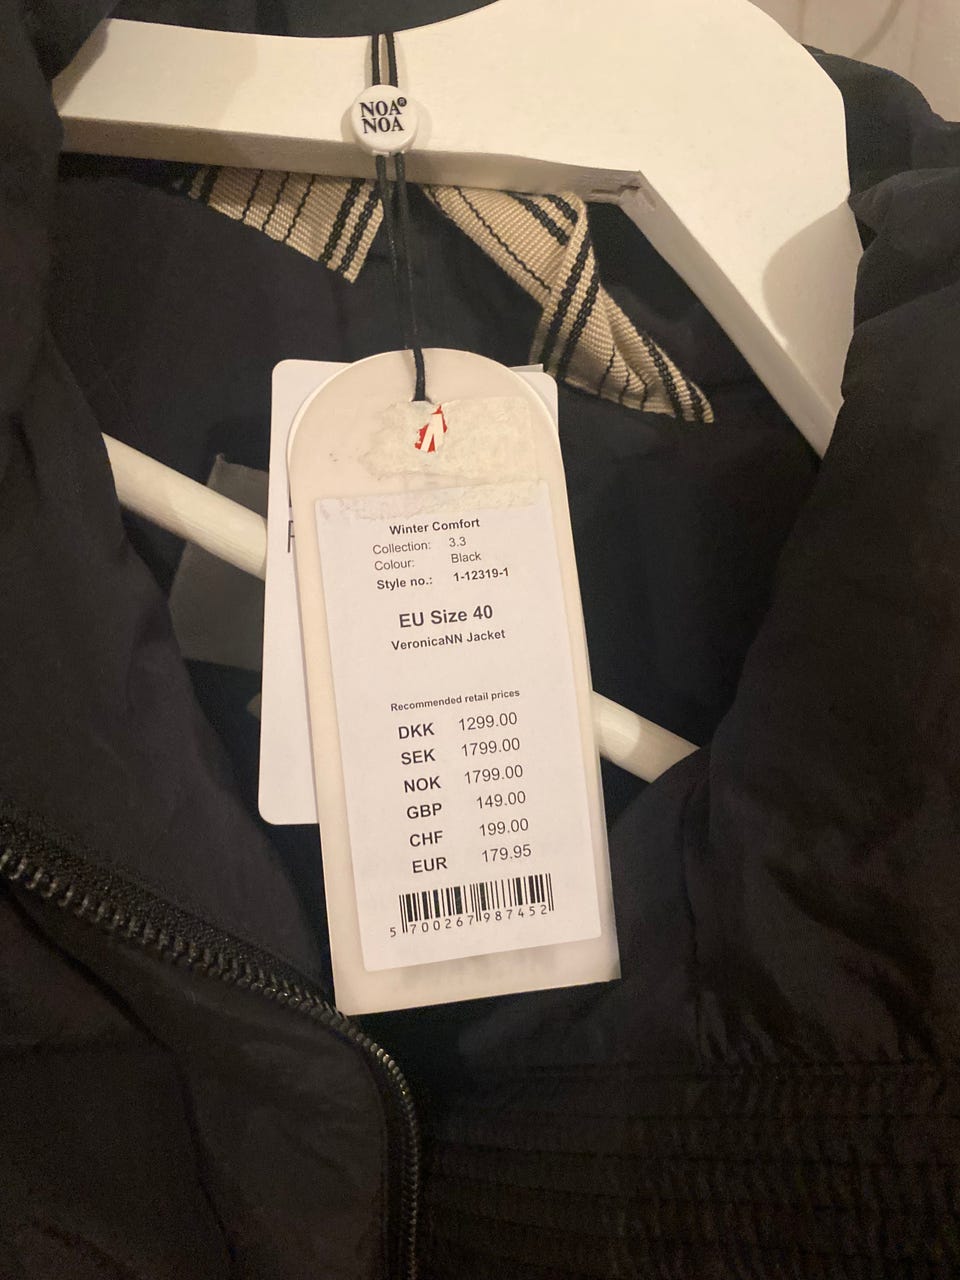 NOA®
NOA
Winter Comfort
Collection: 3.3
Colour: Black
Style no.: 1-12319-1
EU Size 40
VeronicaNN Jacket
Recommended retail prices
DKK 1299.00
SEK 1799.00
NOK 1799.00
GBP 149.00
CHF 199.00
EUR 179.95
5 700267 987452